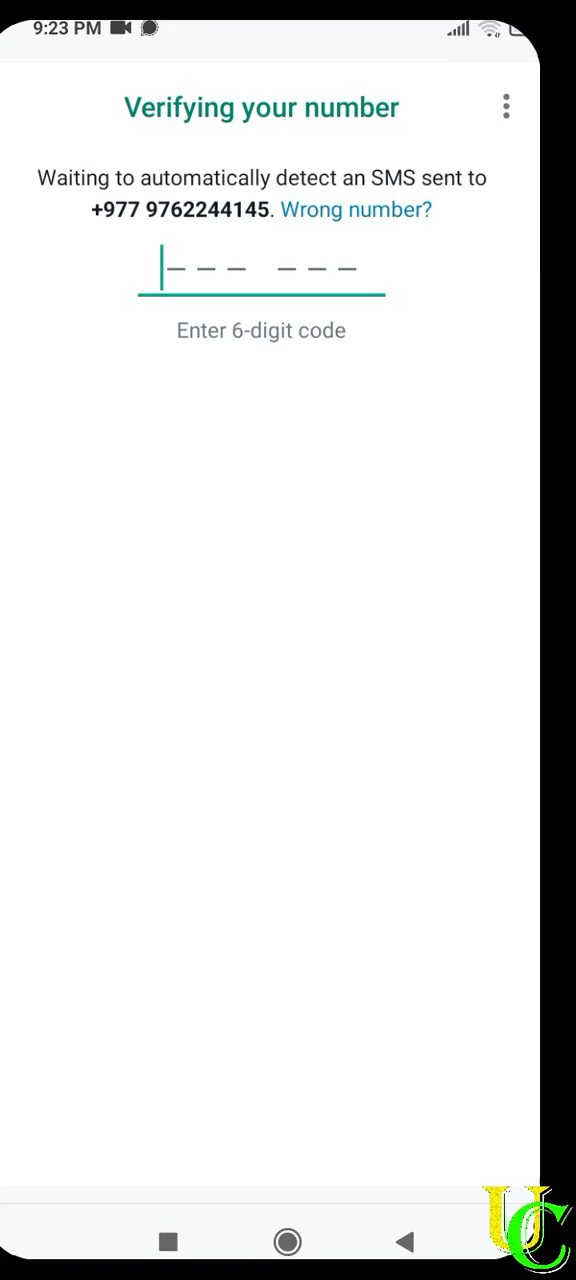 9:23 PM
Verifying your number
Waiting to automatically detect an SMS sent to
+977 9762244145. Wrong number?
Enter 6-digit code
UC